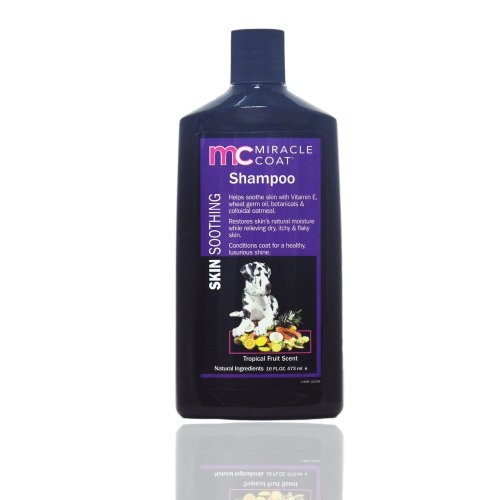 mc MIRACLE
COAT
Shampoo
Helps soothe skin with Vitamin E,
wheat germ oil, botanicals &
colloidal oatmeal.
Restores skin's natural moisture
while relieving dry, itchy & flaky
skin.
Conditions coat for a healthy,
luxurious shine.
SKIN SOOTHING
Tropical Fruit Scent
Natural Ingredients 16 FL.OZ. 473 ml e